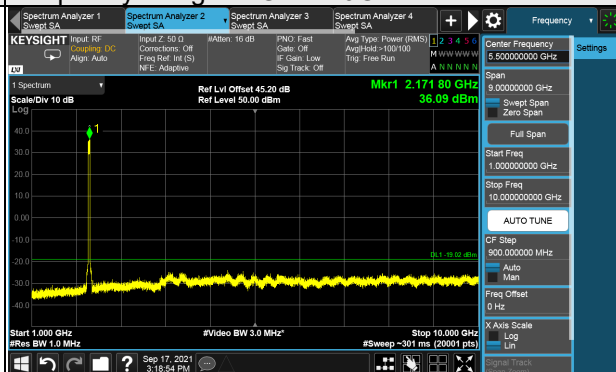 Spectrum Analyzer 1
Swept SA
Spectrum Analyzer 2
Swept SA
Spectrum Analyzer 3
Swept SA
Spectrum Analyzer 4
Swept SA
+
Frequency
KEYSIGHT
Input: RF
Coupling: DC
Align: Auto
Input Z: 50 Ω
Corrections: Off
Freq Ref: Int (S)
NFE: Adaptive
#Atten: 16 dB
PNO: Fast
Gate: Off
IF Gain: Low
Sig Track: Off
Avg Type: Power (RMS)
Avg|Hold:>100/100
Trig: Free Run
1 2 3 4 5 6
M W W W W W
A N N N N N
LXI
1 Spectrum
Scale/Div 10 dB
Log
Ref Lvl Offset 45.20 dB
Ref Level 50.00 dBm
Mkr1 2.171 80 GHz
36.09 dBm
1
40.0
30.0
20.0
10.0
0.00
-10.0
-20.0
-30.0
-40.0
DL1 -19.02 dBm
Start 1.000 GHz
#Res BW 1.0 MHz
#Video BW 3.0 MHz*
Stop 10.000 GHz
#Sweep ~301 ms (20001 pts)
Sep 17, 2021
3:18:54 PM
Center Frequency
5.500000000 GHz
Settings
Span
9.00000000 GHz
Swept Span
Zero Span
Full Span
Start Freq
1.000000000 GHz
Stop Freq
10.000000000 GHz
AUTO TUNE
CF Step
900.000000 MHz
Auto
Man
Freq Offset
0 Hz
X Axis Scale
Log
Lin
Signal Track